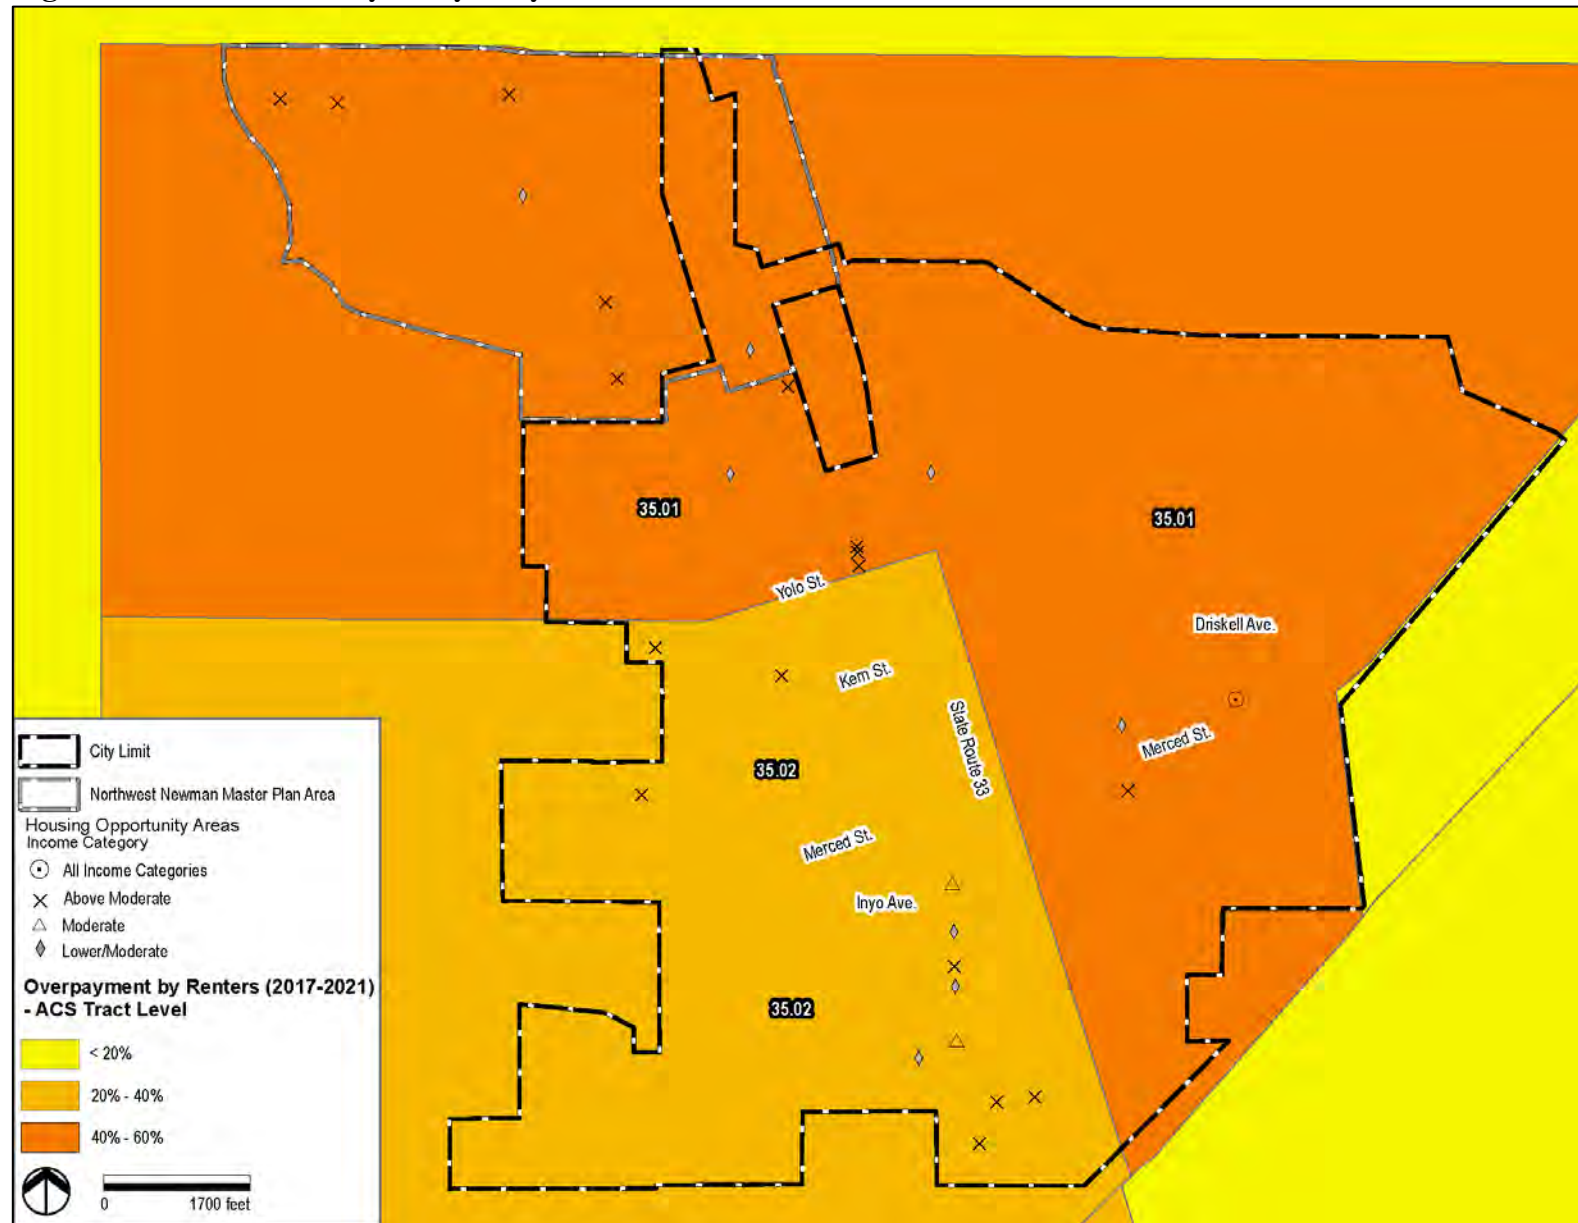 35.01
35.01
Yolo St.
Driskell Ave.
Kern St.
State Route 33
Merced St.
35.02
Merced St.
Inyo Ave.
35.02
City Limit
Northwest Newman Master Plan Area
Housing Opportunity Areas
Income Category
All Income Categories
Above Moderate
Moderate
Lower/Moderate
Overpayment by Renters (2017-2021)
- ACS Tract Level
< 20%
20% - 40%
40% - 60%
0 1700 feet